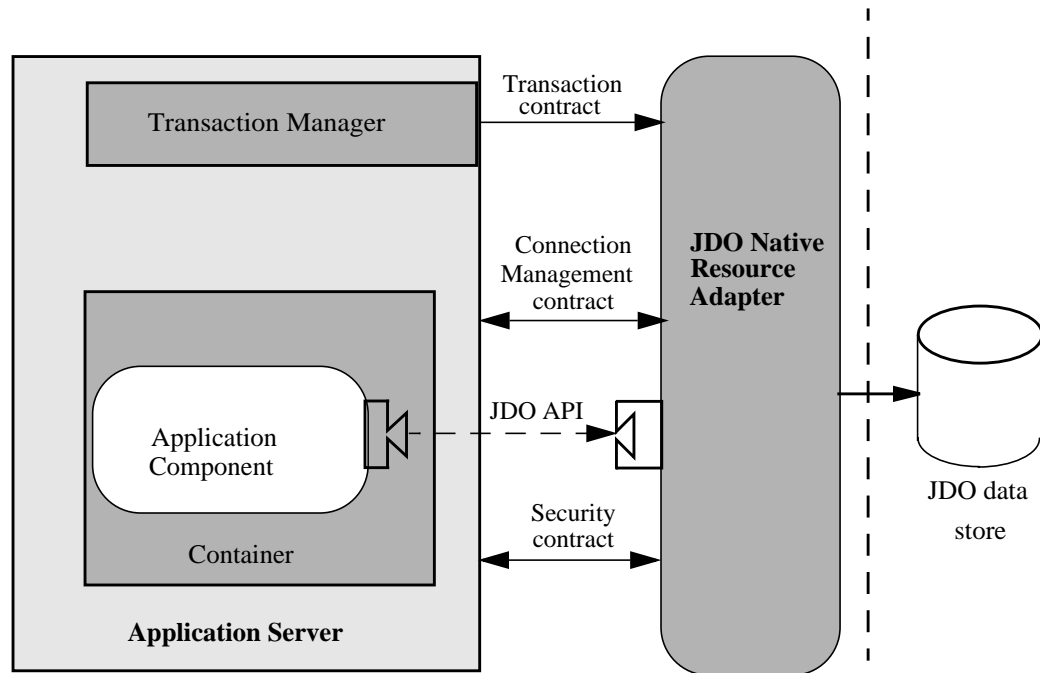 Transaction
contract
Transaction Manager
Connection
Management
contract
JDO Native
Resource
Adapter
JDO API
Application
Component
Container
Security
contract
Application Server
JDO data
store